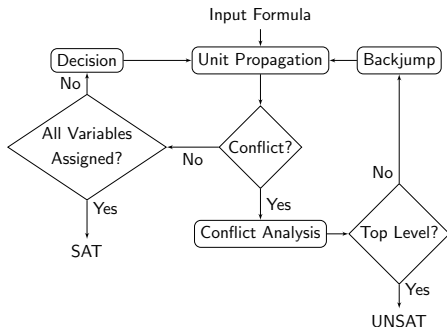 Input Formula
Decision
Unit Propagation
Backjump
No
All Variables
Assigned?
Conflict?
No
No
Yes
Yes
Conflict Analysis
Top Level?
SAT
Yes
UNSAT